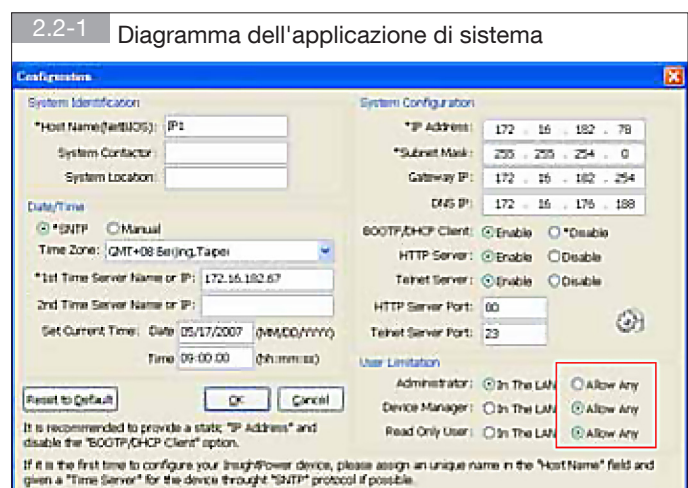 2.2-1 Diagramma dell'applicazione di sistema
Configuration
System Identification
*Host Name(NetBIOS): IP1
System Contactor:
System Location:
Date/Time
*SNTP Manual
Time Zone: GMT+08 Beijing,Taipei
*1st Time Server Name or IP: 172.16.182.67
2nd Time Server Name or IP:
Set Current Time: Date 05/17/2007 (MM/DD/YYYY)
Time 09:00:00 (hh:mm:ss)
Reset to Default OK Cancel
It is recommended to provide a static "IP Address" and
disable the "BOOTP/DHCP Client" option.
System Configuration
*IP Address: 172 . 16 . 182 . 78
*Subnet Mask: 255 . 255 . 254 . 0
Gateway IP: 172 . 16 . 182 . 254
DNS IP: 172 . 16 . 176 . 188
BOOTP/DHCP Client: Enable *Disable
HTTP Server: Enable Disable
Telnet Server: Enable Disable
HTTP Server Port: 80
Telnet Server Port: 23
User Limitation
Administrator: In The LAN Allow Any
Device Manager: In The LAN Allow Any
Read Only User: In The LAN Allow Any
If it is the first time to configure your InsightPower device, please assign an unique name in the "Host Name" field and
given a "Time Server" for the device throught "SNTP" protocol if possible.